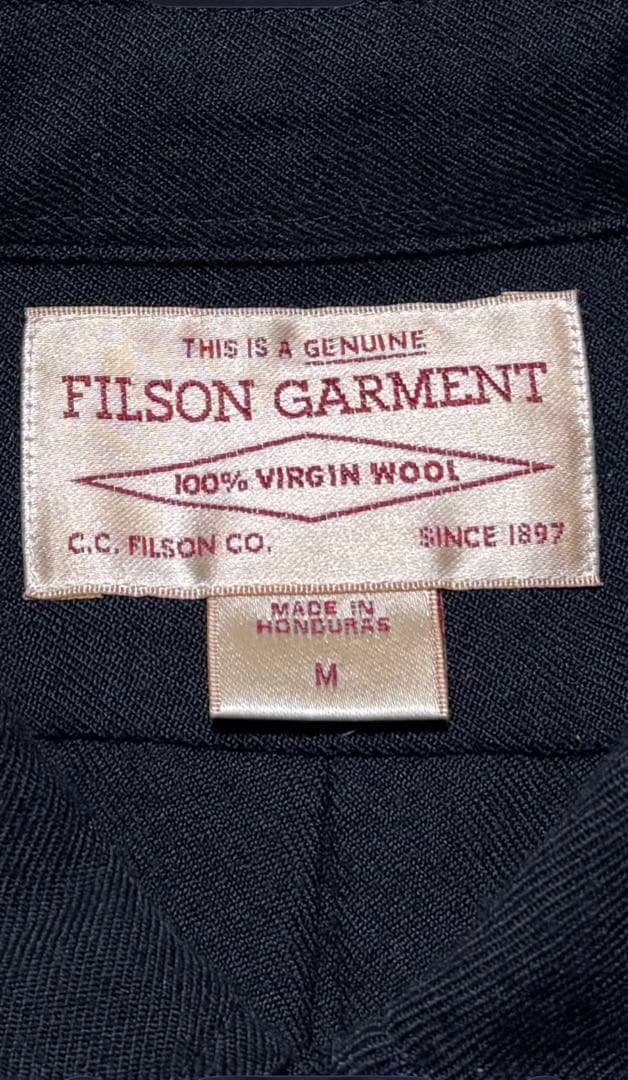 THIS IS A GENUINE
FILSON GARMENT
100% VIRGIN WOOL
C.C. FILSON CO. SINCE 1897
MADE IN
HONDURAS
M